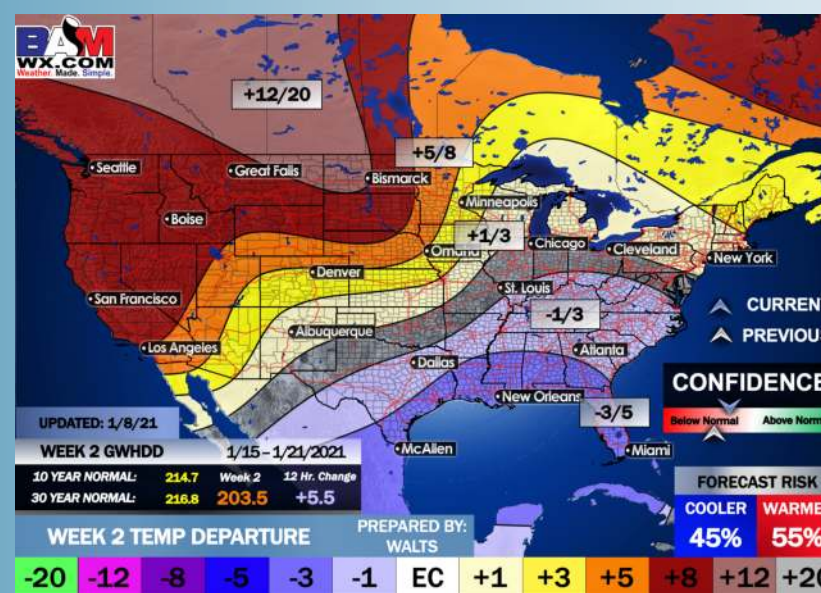 BAM
WX.COM
Weather. Made. Simple.
+12/20
+5/8
Seattle
Great Falls
Bismarck
Boise
Minneapolis
+1/3
Omaha
Chicago
Cleveland
New York
Denver
San Francisco
St. Louis
-1/3
Albuquerque
Los Angeles
Dallas
Atlanta
New Orleans
-3/5
McAllen
Miami
CURREN
PREVIOUS
CONFIDENCE
Below Normal Above Norm
UPDATED: 1/8/21
WEEK 2 GWHDD 1/15 – 1/21/2021
10 YEAR NORMAL: 214.7 Week 2 12 Hr. Change
30 YEAR NORMAL: 216.8 203.5 +5.5
FORECAST RISK
COOLER WARME
45% 55%
WEEK 2 TEMP DEPARTURE
PREPARED BY:
WALTS
-20 -12 -8 -5 -3 -1 EC +1 +3 +5 +8 +12 +20